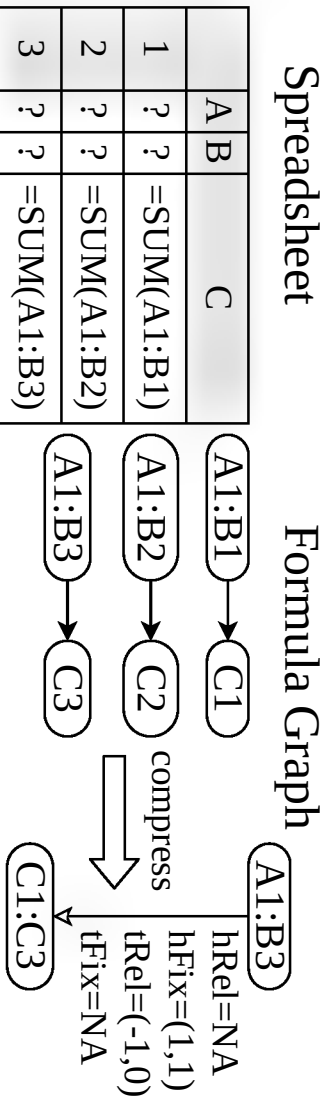 Spreadsheet
A B C
1 ? ? =SUM(A1:B1)
2 ? ? =SUM(A1:B2)
3 ? ? =SUM(A1:B3)
Formula Graph
A1:B1 C1
A1:B2 C2
A1:B3 C3
compress
A1:B3
hRel=NA
hFix=(1,1)
tRel=(-1,0)
tFix=NA
C1:C3